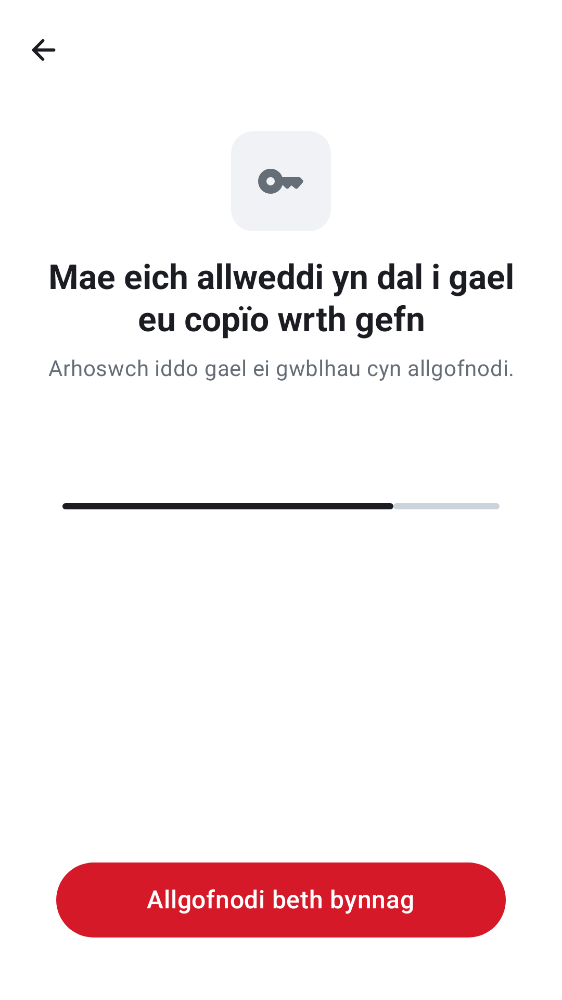 Mae eich allweddi yn dal i gael
eu copïo wrth gefn
Arhoswch iddo gael ei gwblhau cyn allgofnodi.
Allgofnodi beth bynnag